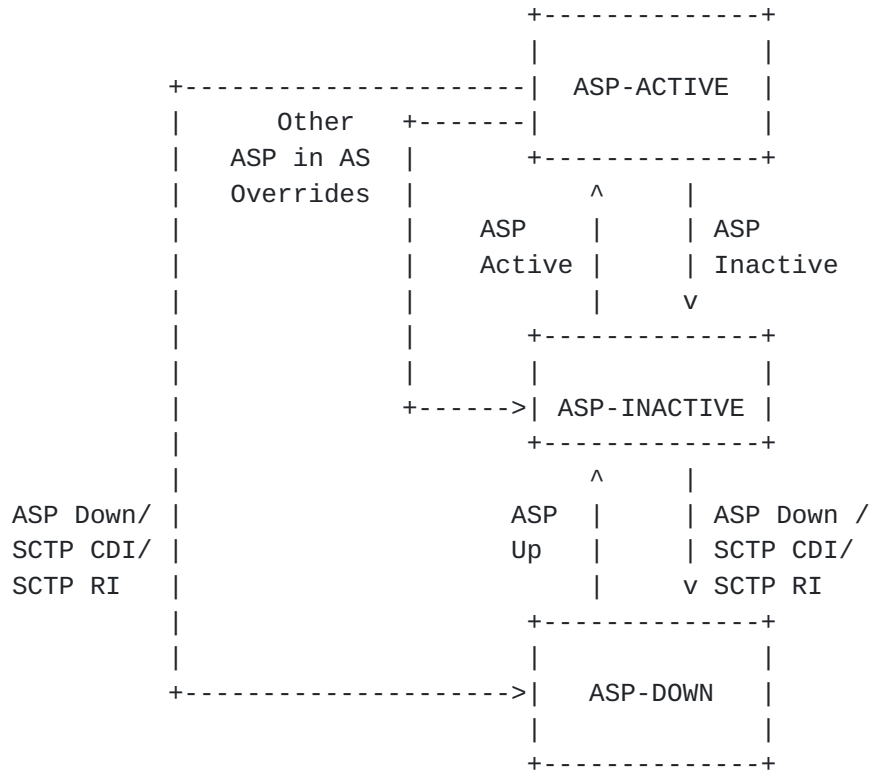 ASP-ACTIVE
Other
ASP in AS
Overrides
ASP
Active
ASP
Inactive
ASP-INACTIVE
ASP Down/
SCTP CDI/
SCTP RI
ASP
Up
ASP Down /
SCTP CDI/
SCTP RI
ASP-DOWN